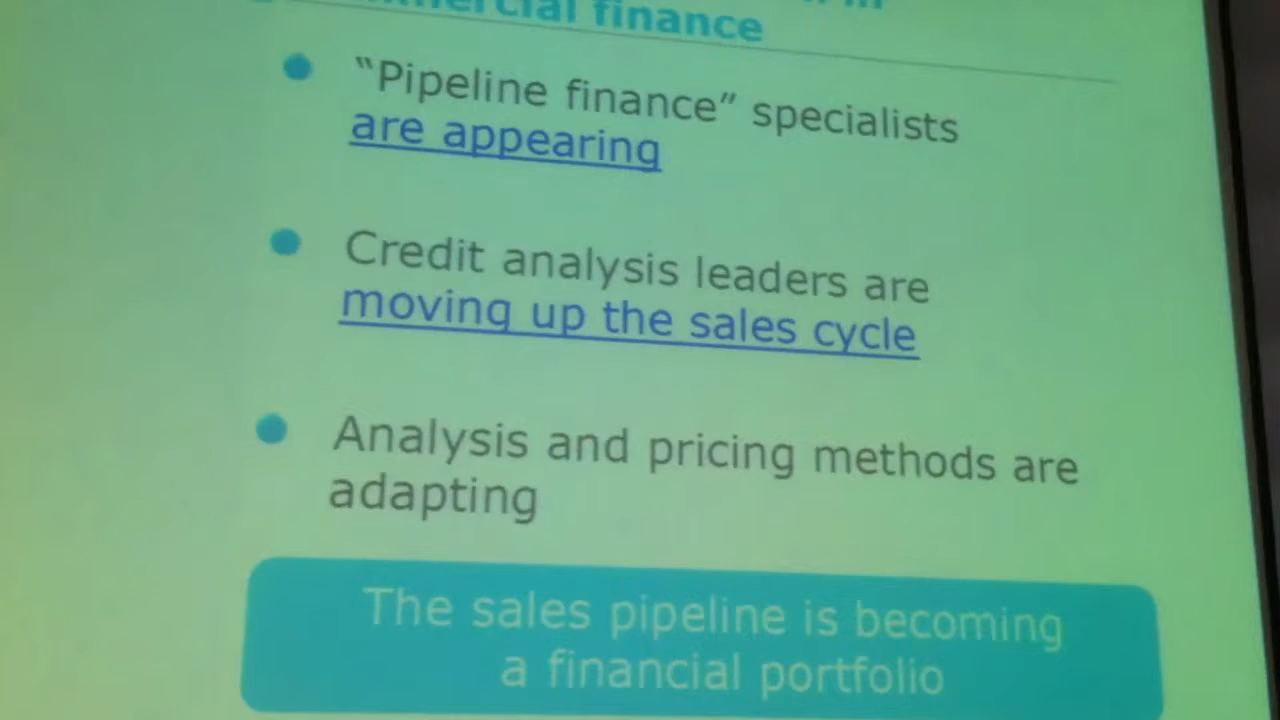 finance
“Pipeline finance” specialists
are appearing
Credit analysis leaders are
moving up the sales cycle
Analysis and pricing methods are
adapting
The sales pipeline is becoming
a financial portfolio